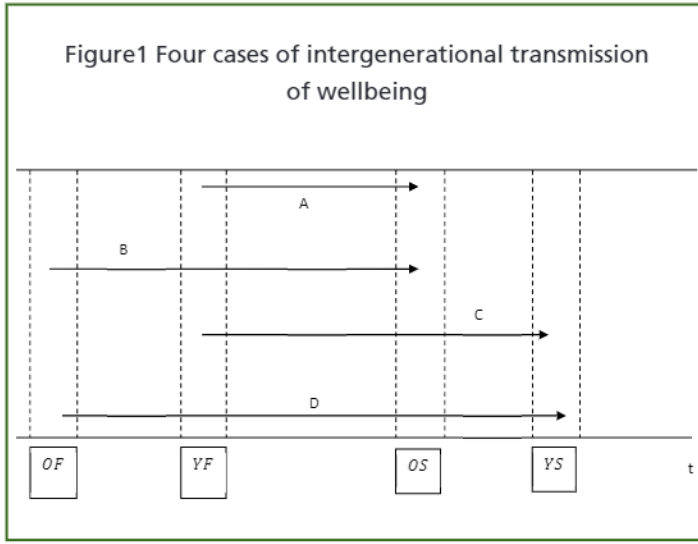 Figure1 Four cases of intergenerational transmission
of wellbeing
A
B
C
D
OF YF OS YS t